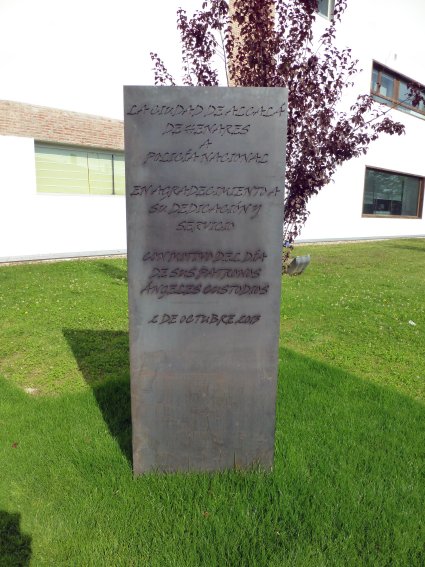 LA CIUDAD DE ALCALÁ
DE HENARES
A
POLICÍA NACIONAL
EN AGRADECIMIENTO A
SU DEDICACIÓN Y
SERVICIO
CON MOTIVO DEL DÍA
DE SUS PATRONOS
ÁNGELES CUSTODIOS
2 DE OCTUBRE 2013